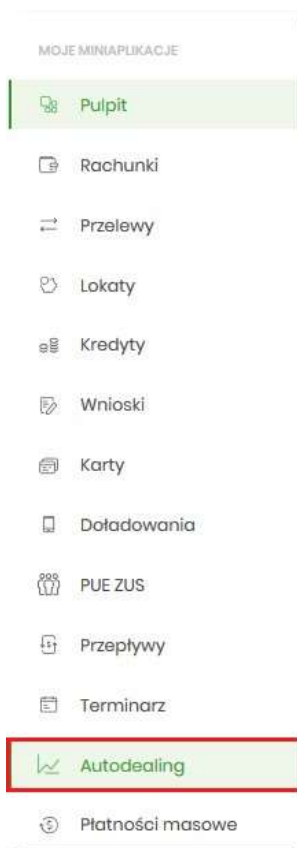 MOJE MINIAPLIKACJE
Pulpit
Rachunki
Przelewy
Lokaty
Kredyty
Wnioski
Karty
Doładowania
PUE ZUS
Przepływy
Terminarz
Autodealing
Płatności masowe